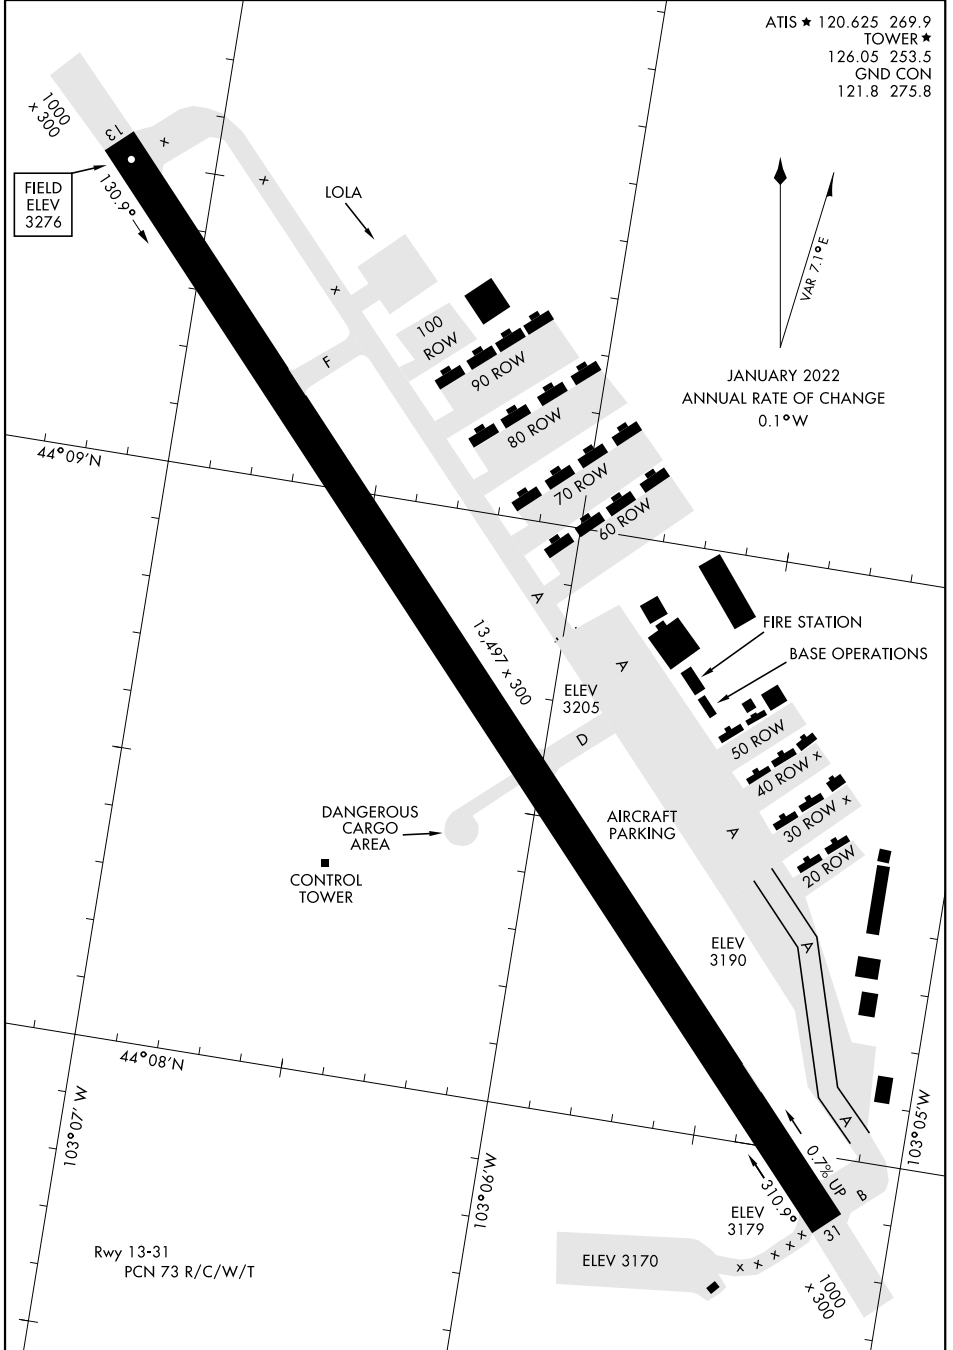 ATIS ★ 120.625 269.9
TOWER ★
126.05 253.5
GND CON
121.8 275.8
1000
x 300
13
FIELD
ELEV
3276
130.9°
x
x
x
LOLA
VAR 7.1° E
JANUARY 2022
ANNUAL RATE OF CHANGE
0.1° W
100
ROW
90 ROW
F
80 ROW
44°09'N
70 ROW
60 ROW
A
13,497 x 300
FIRE STATION
BASE OPERATIONS
A
ELEV
3205
50 ROW
D
40 ROW x
DANGEROUS
CARGO
AREA
AIRCRAFT
PARKING
A
30 ROW x
20 ROW
CONTROL
TOWER
ELEV
3190
A
44°08'N
103°07' W
103°06'W
103°05'W
A
0.7% UP
310.9°
B
ELEV
3179
31
x x x x x
ELEV 3170
1000
x 300
Rwy 13-31
PCN 73 R/C/W/T